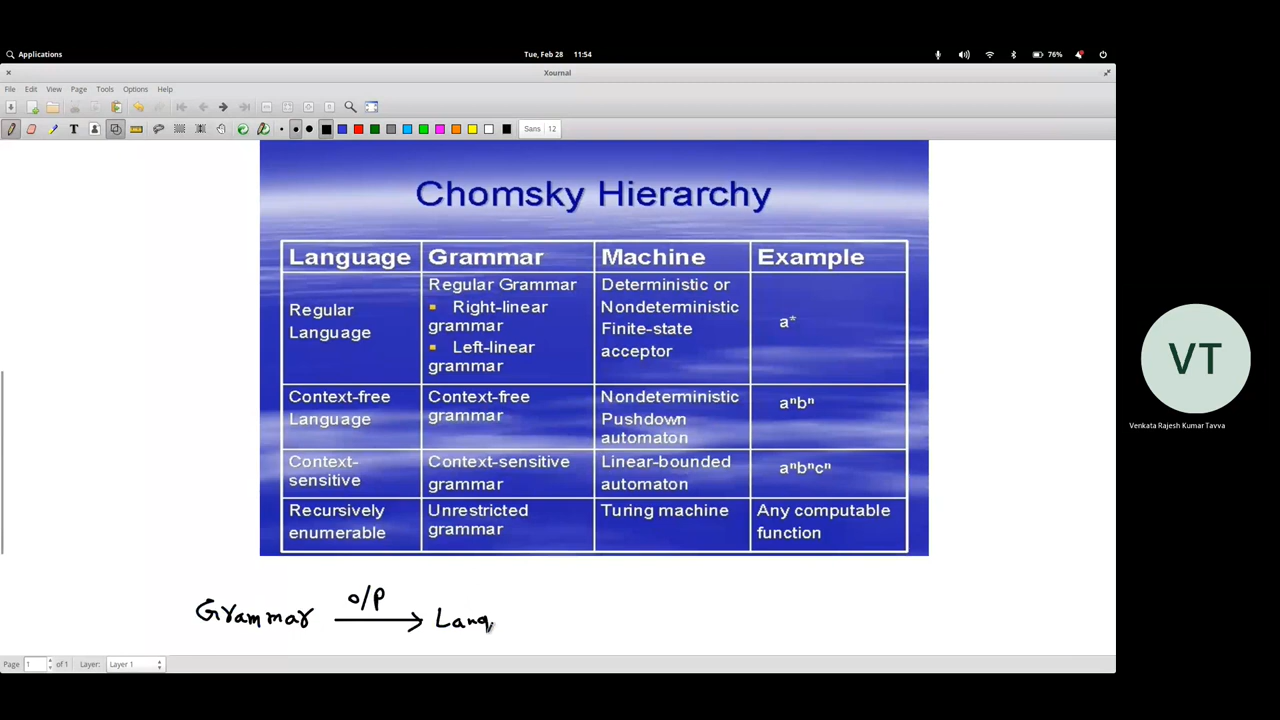 Applications
Tue, Feb 28 11:54
76%
Xournal
File Edit View Page Tools Options Help
Sans 12
Chomsky Hierarchy
Language Grammar Machine Example
Regular Language
Regular Grammar
Right-linear grammar
Left-linear grammar
Deterministic or
Nondeterministic
Finite-state
acceptor
a*
Context-free
Language
Context-free
grammar
Nondeterministic
Pushdown
automaton
aⁿbⁿ
Context-
sensitive
Context-sensitive
grammar
Linear-bounded
automaton
aⁿbⁿcⁿ
Recursively
enumerable
Unrestricted
grammar
Turing machine
Any computable
function
Grammar o/p Lang
Page 1 of 1 Layer: Layer 1
VT
Venkata Rajesh Kumar Tavva